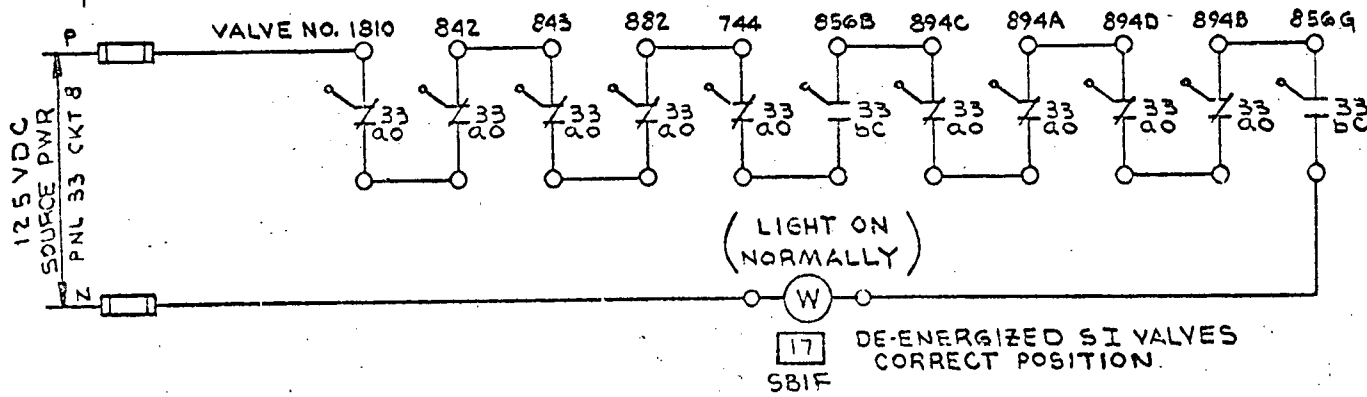 VALVE NO. 1810 842 843 882 744 856B 894C 894A 894D 894B 856G
P
33 33 33 33 33 33 33 33 33 33 33
ao ao ao ao ao bC ao ao ao ao bC
125 VDC
SOURCE PWR
PNL 33 CKT 8
(LIGHT ON
NORMALLY)
N
W
17
DE-ENERGIZED SI VALVES
CORRECT POSITION.
SB1F